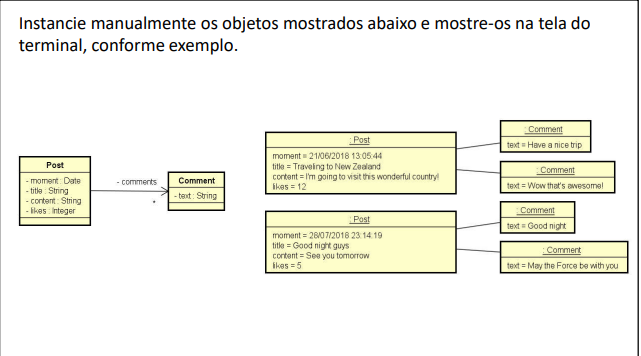 Instancie manualmente os objetos mostrados abaixo e mostre-os na tela do
terminal, conforme exemplo.
Post
- moment : Date
- title : String
- content : String
- likes : Integer
- comments
*
Comment
- text : String
: Post
moment = 21/06/2018 13:05:44
title = Traveling to New Zealand
content = I'm going to visit this wonderful country!
likes = 12
: Comment
text = Have a nice trip
: Comment
text = Wow that's awesome!
: Post
moment = 28/07/2018 23:14:19
title = Good night guys
content = See you tomorrow
likes = 5
: Comment
text = Good night
: Comment
text = May the Force be with you